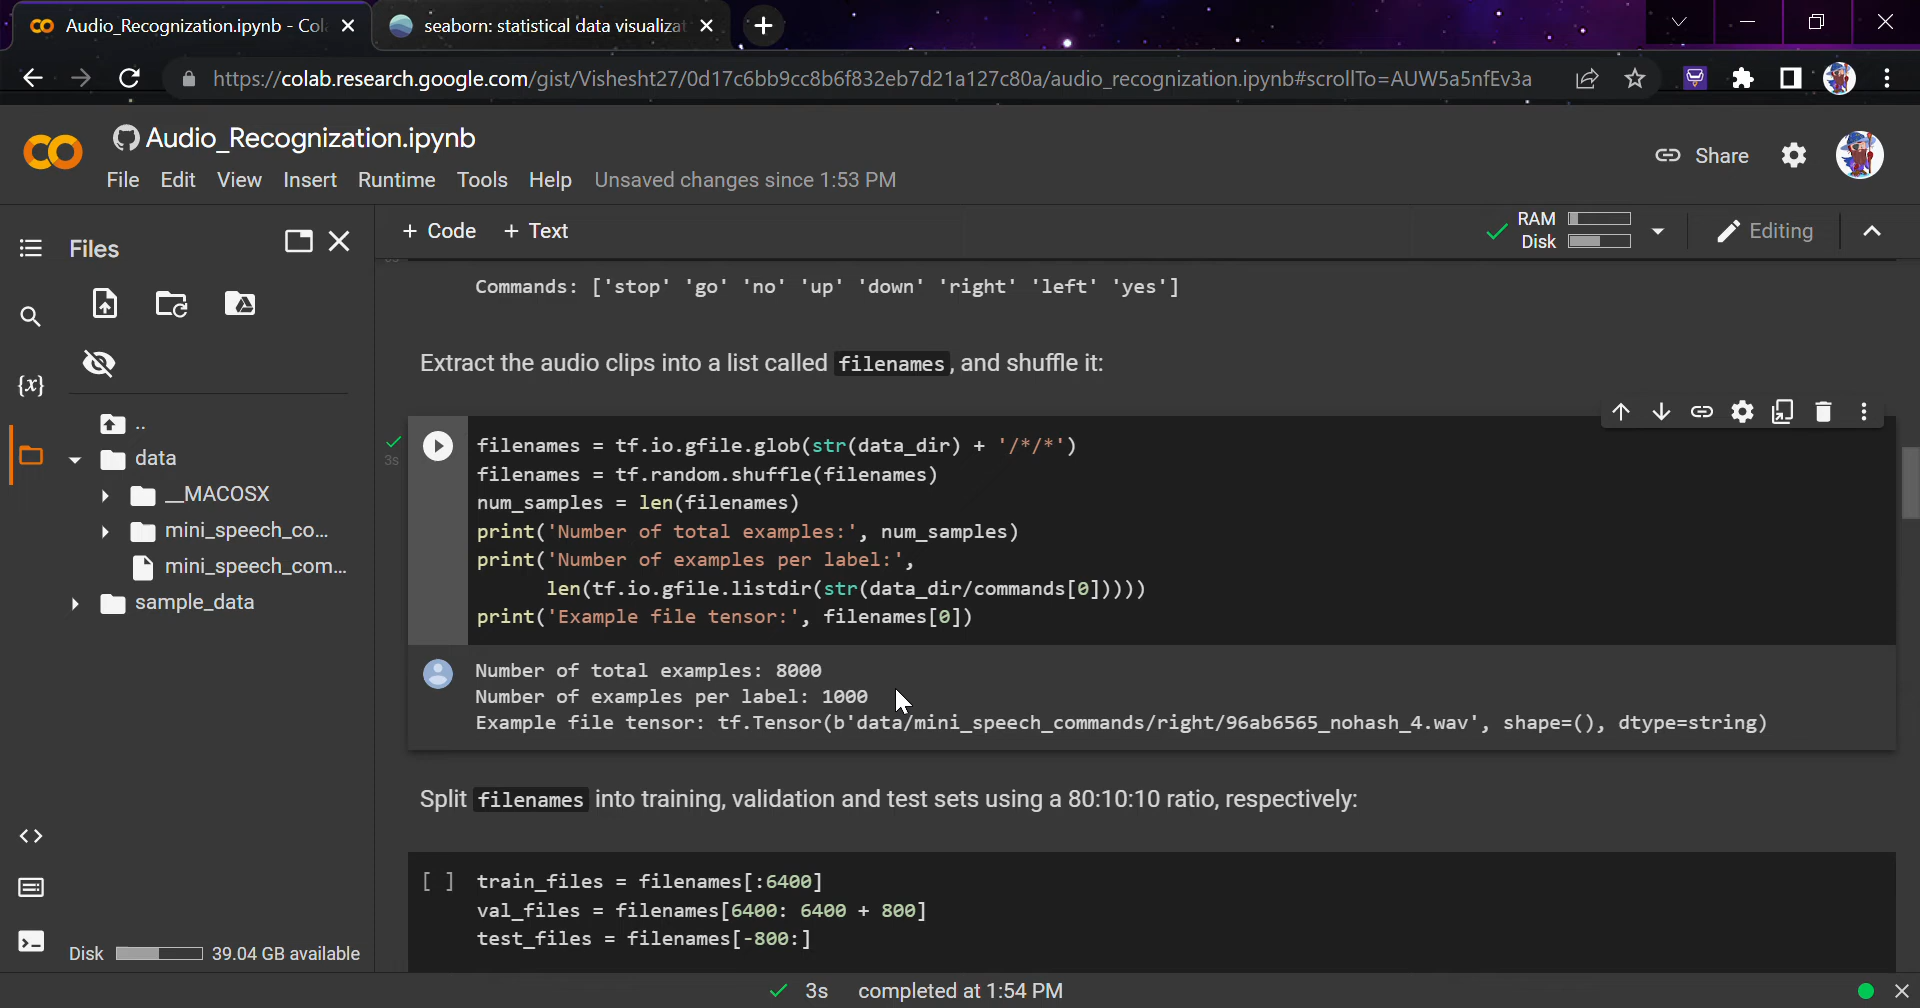 Audio_Recognization.ipynb - Col
seaborn: statistical data visualizat
https://colab.research.google.com/gist/Vishesht27/0d17c6bb9cc8b6f832eb7d21a127c80a/audio_recognization.ipynb#scrollTo=AUW5a5nfEv3a
Audio_Recognization.ipynb
Share
File Edit View Insert Runtime Tools Help Unsaved changes since 1:53 PM
Files
+ Code + Text
RAM
Disk
Editing
Commands: ['stop' 'go' 'no' 'up' 'down' 'right' 'left' 'yes']
Extract the audio clips into a list called filenames, and shuffle it:
{x}
..
data
__MACOSX
mini_speech_co...
mini_speech_com...
sample_data
3s
filenames = tf.io.gfile.glob(str(data_dir) + '/*/*')
filenames = tf.random.shuffle(filenames)
num_samples = len(filenames)
print('Number of total examples:', num_samples)
print('Number of examples per label:',
len(tf.io.gfile.listdir(str(data_dir/commands[0]))))
print('Example file tensor:', filenames[0])
Number of total examples: 8000
Number of examples per label: 1000
Example file tensor: tf.Tensor(b'data/mini_speech_commands/right/96ab6565_nohash_4.wav', shape=(), dtype=string)
Split filenames into training, validation and test sets using a 80:10:10 ratio, respectively:
[ ] train_files = filenames[:6400]
val_files = filenames[6400: 6400 + 800]
test_files = filenames[-800:]
Disk 39.04 GB available
3s completed at 1:54 PM